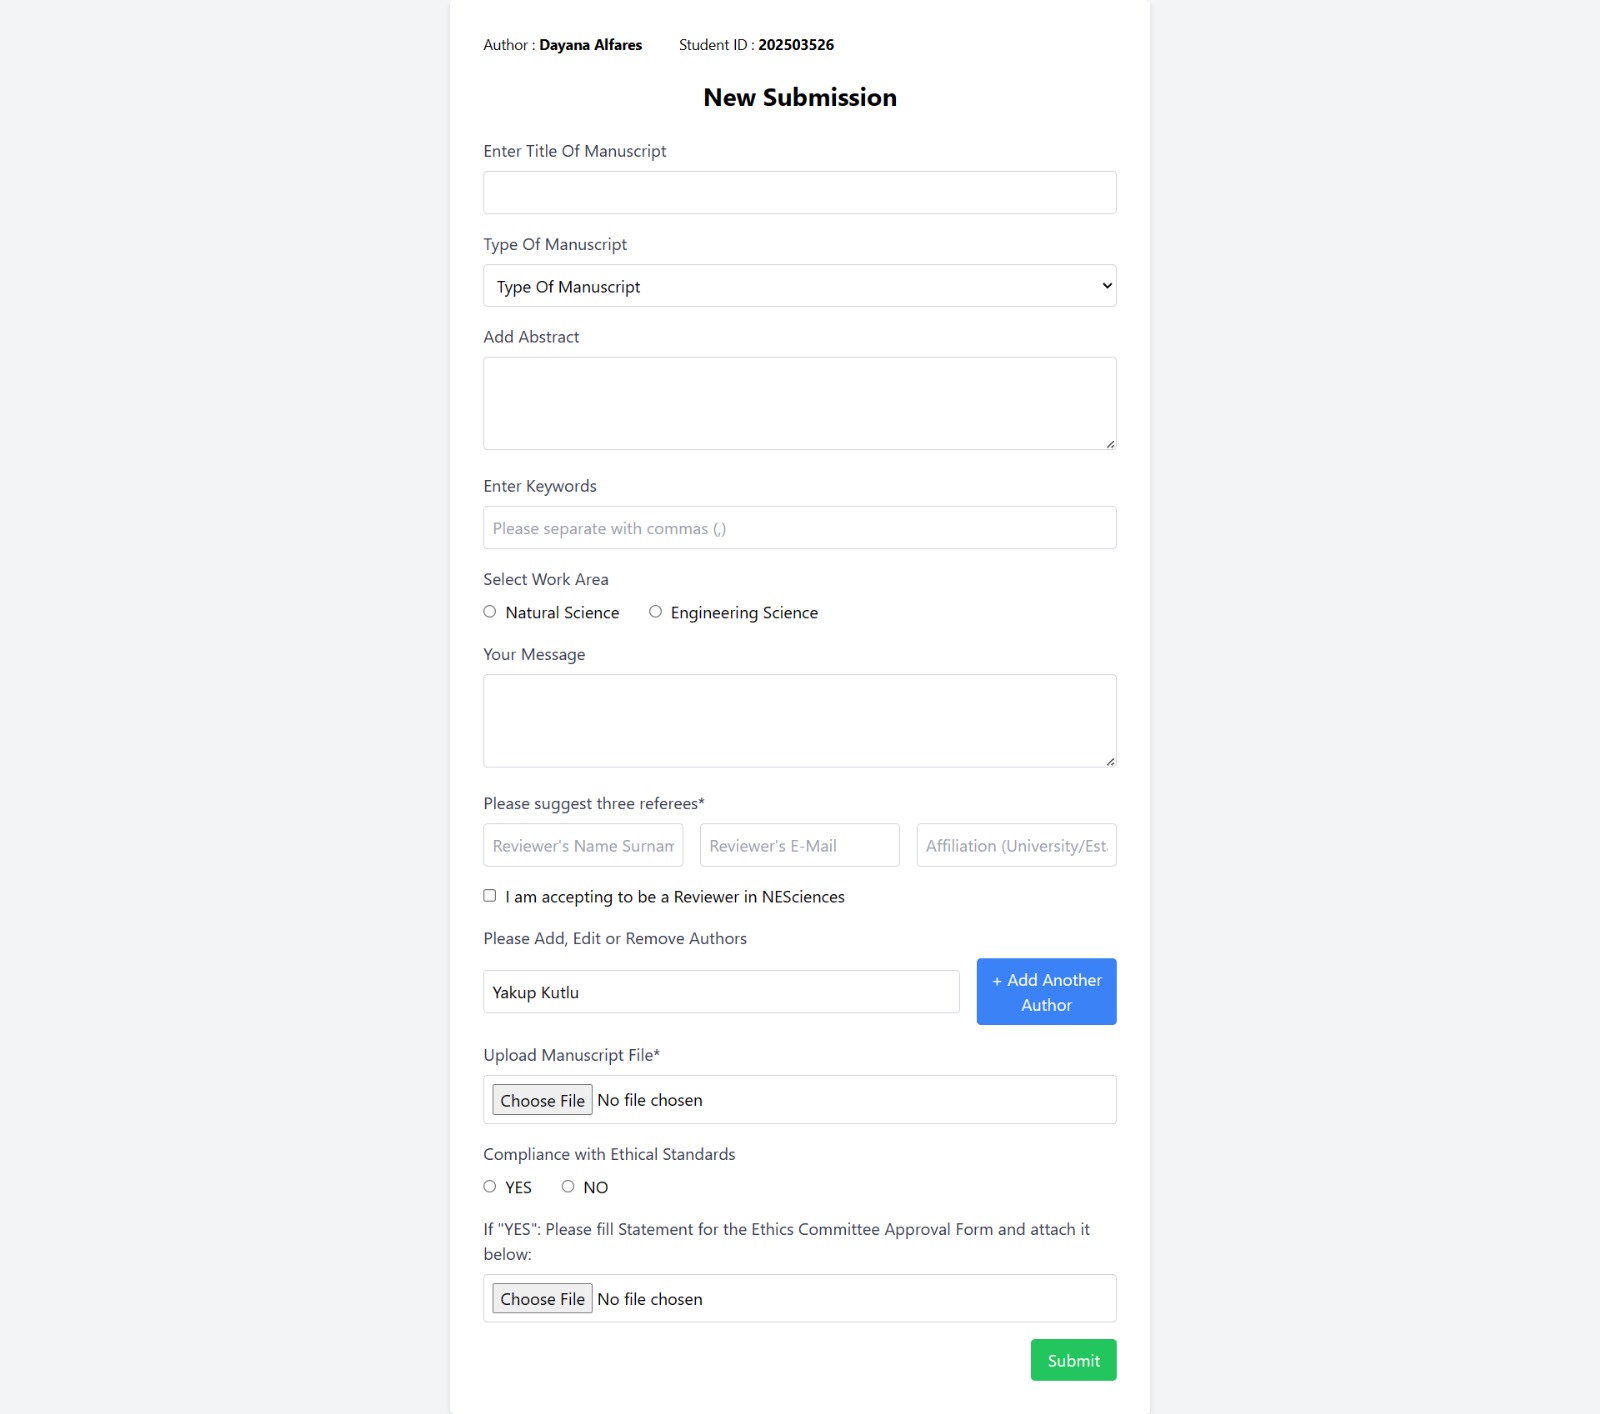 Author : Dayana Alfares Student ID : 202503526
New Submission
Enter Title Of Manuscript
Type Of Manuscript
Type Of Manuscript
Add Abstract
Enter Keywords
Please separate with commas (,)
Select Work Area
Natural Science Engineering Science
Your Message
Please suggest three referees*
Reviewer's Name Surnam Reviewer's E-Mail Affiliation (University/Est
I am accepting to be a Reviewer in NESciences
Please Add, Edit or Remove Authors
Yakup Kutlu
+ Add Another
Author
Upload Manuscript File*
Choose File No file chosen
Compliance with Ethical Standards
YES NO
If "YES": Please fill Statement for the Ethics Committee Approval Form and attach it
below:
Choose File No file chosen
Submit